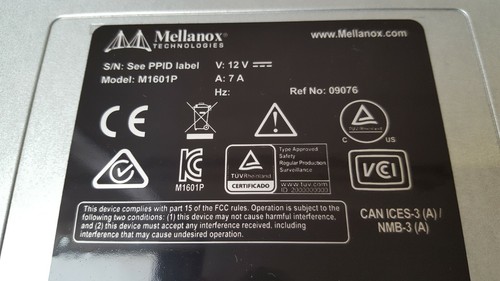 Mellanox
TECHNOLOGIES
www.Mellanox.com
S/N: See PPID label
V: 12 V
Model: M1601P
A: 7 A
Hz:
Ref No: 09076
CE
C US
M1601P
TÜVRheinland
CERTIFICADO
Type Approved
Safety
Regular Production
Surveillance
www.tuv.com
ID: 2000000000
VCI
This device complies with part 15 of the FCC rules. Operation is subject to the
following two conditions: (1) this device may not cause harmful interference,
and (2) this device must accept any interference received, including
interference that may cause undesired operation.
CAN ICES-3 (A) /
NMB-3 (A)